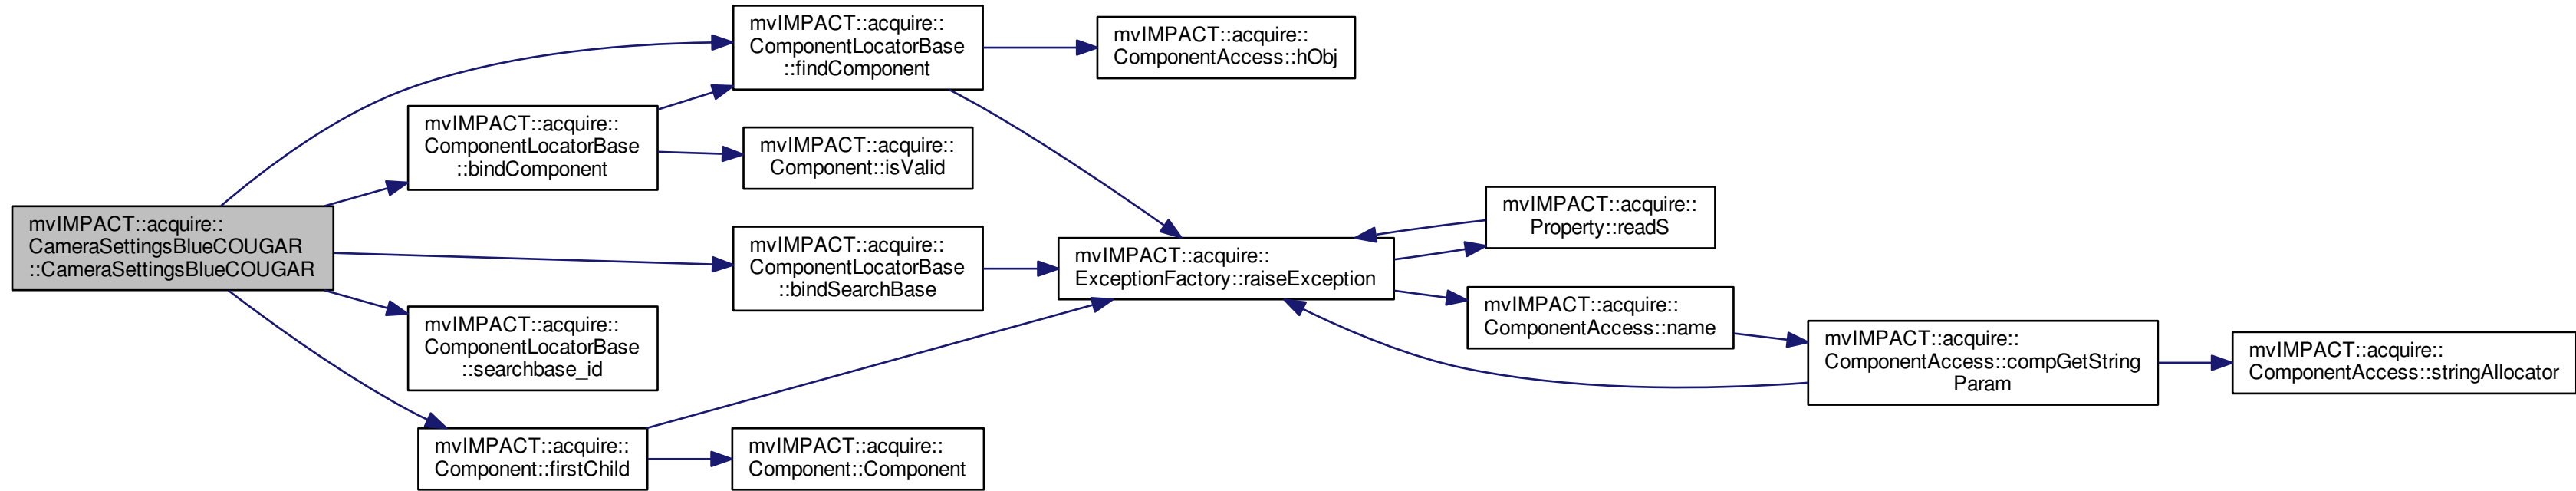 mvIMPACT::acquire::
CameraSettingsBlueCOUGAR
::CameraSettingsBlueCOUGAR
mvIMPACT::acquire::
ComponentLocatorBase
::findComponent
mvIMPACT::acquire::
ComponentAccess::hObj
mvIMPACT::acquire::
ComponentLocatorBase
::bindComponent
mvIMPACT::acquire::
Component::isValid
mvIMPACT::acquire::
ComponentLocatorBase
::bindSearchBase
mvIMPACT::acquire::
ExceptionFactory::raiseException
mvIMPACT::acquire::
Property::readS
mvIMPACT::acquire::
ComponentAccess::name
mvIMPACT::acquire::
ComponentAccess::compGetString
Param
mvIMPACT::acquire::
ComponentAccess::stringAllocator
mvIMPACT::acquire::
ComponentLocatorBase
::searchbase_id
mvIMPACT::acquire::
Component::firstChild
mvIMPACT::acquire::
Component::Component